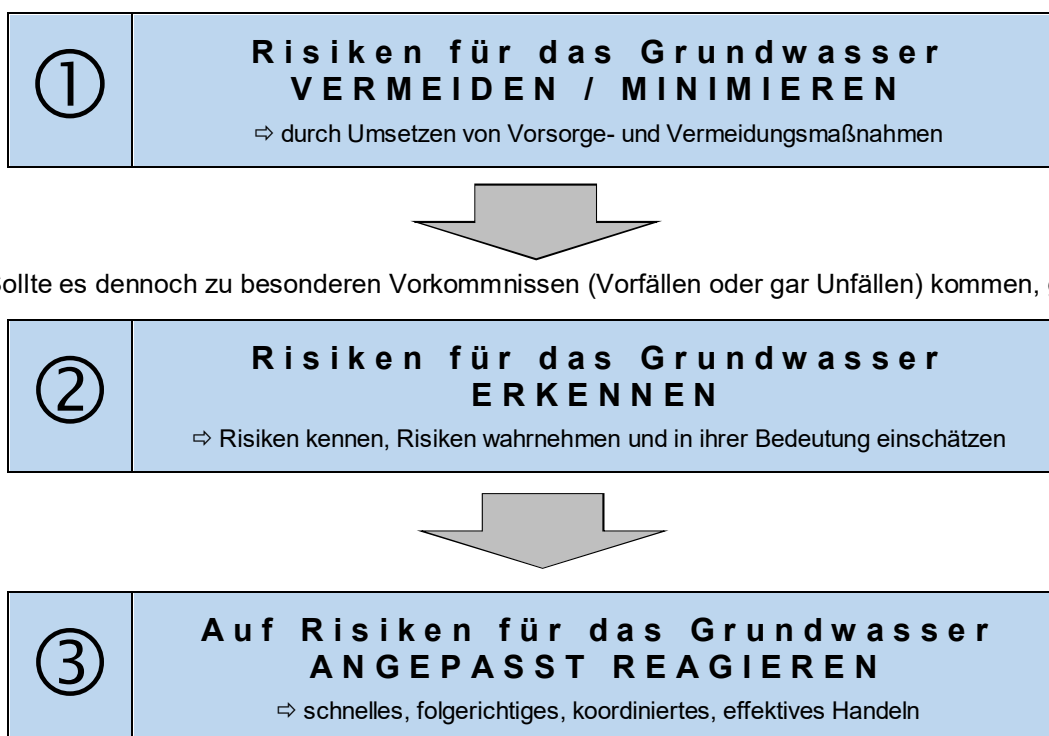 ①
Risiken für das Grundwasser
VERMEIDEN / MINIMIEREN
⇨ durch Umsetzen von Vorsorge- und Vermeidungsmaßnahmen
ollte es dennoch zu besonderen Vorkommnissen (Vorfällen oder gar Unfällen) kommen,
②
Risiken für das Grundwasser
ERKENNEN
⇨ Risiken kennen, Risiken wahrnehmen und in ihrer Bedeutung einschätzen
③
Auf Risiken für das Grundwasser
ANGEPASST REAGIEREN
⇨ schnelles, folgerichtiges, koordiniertes, effektives Handeln